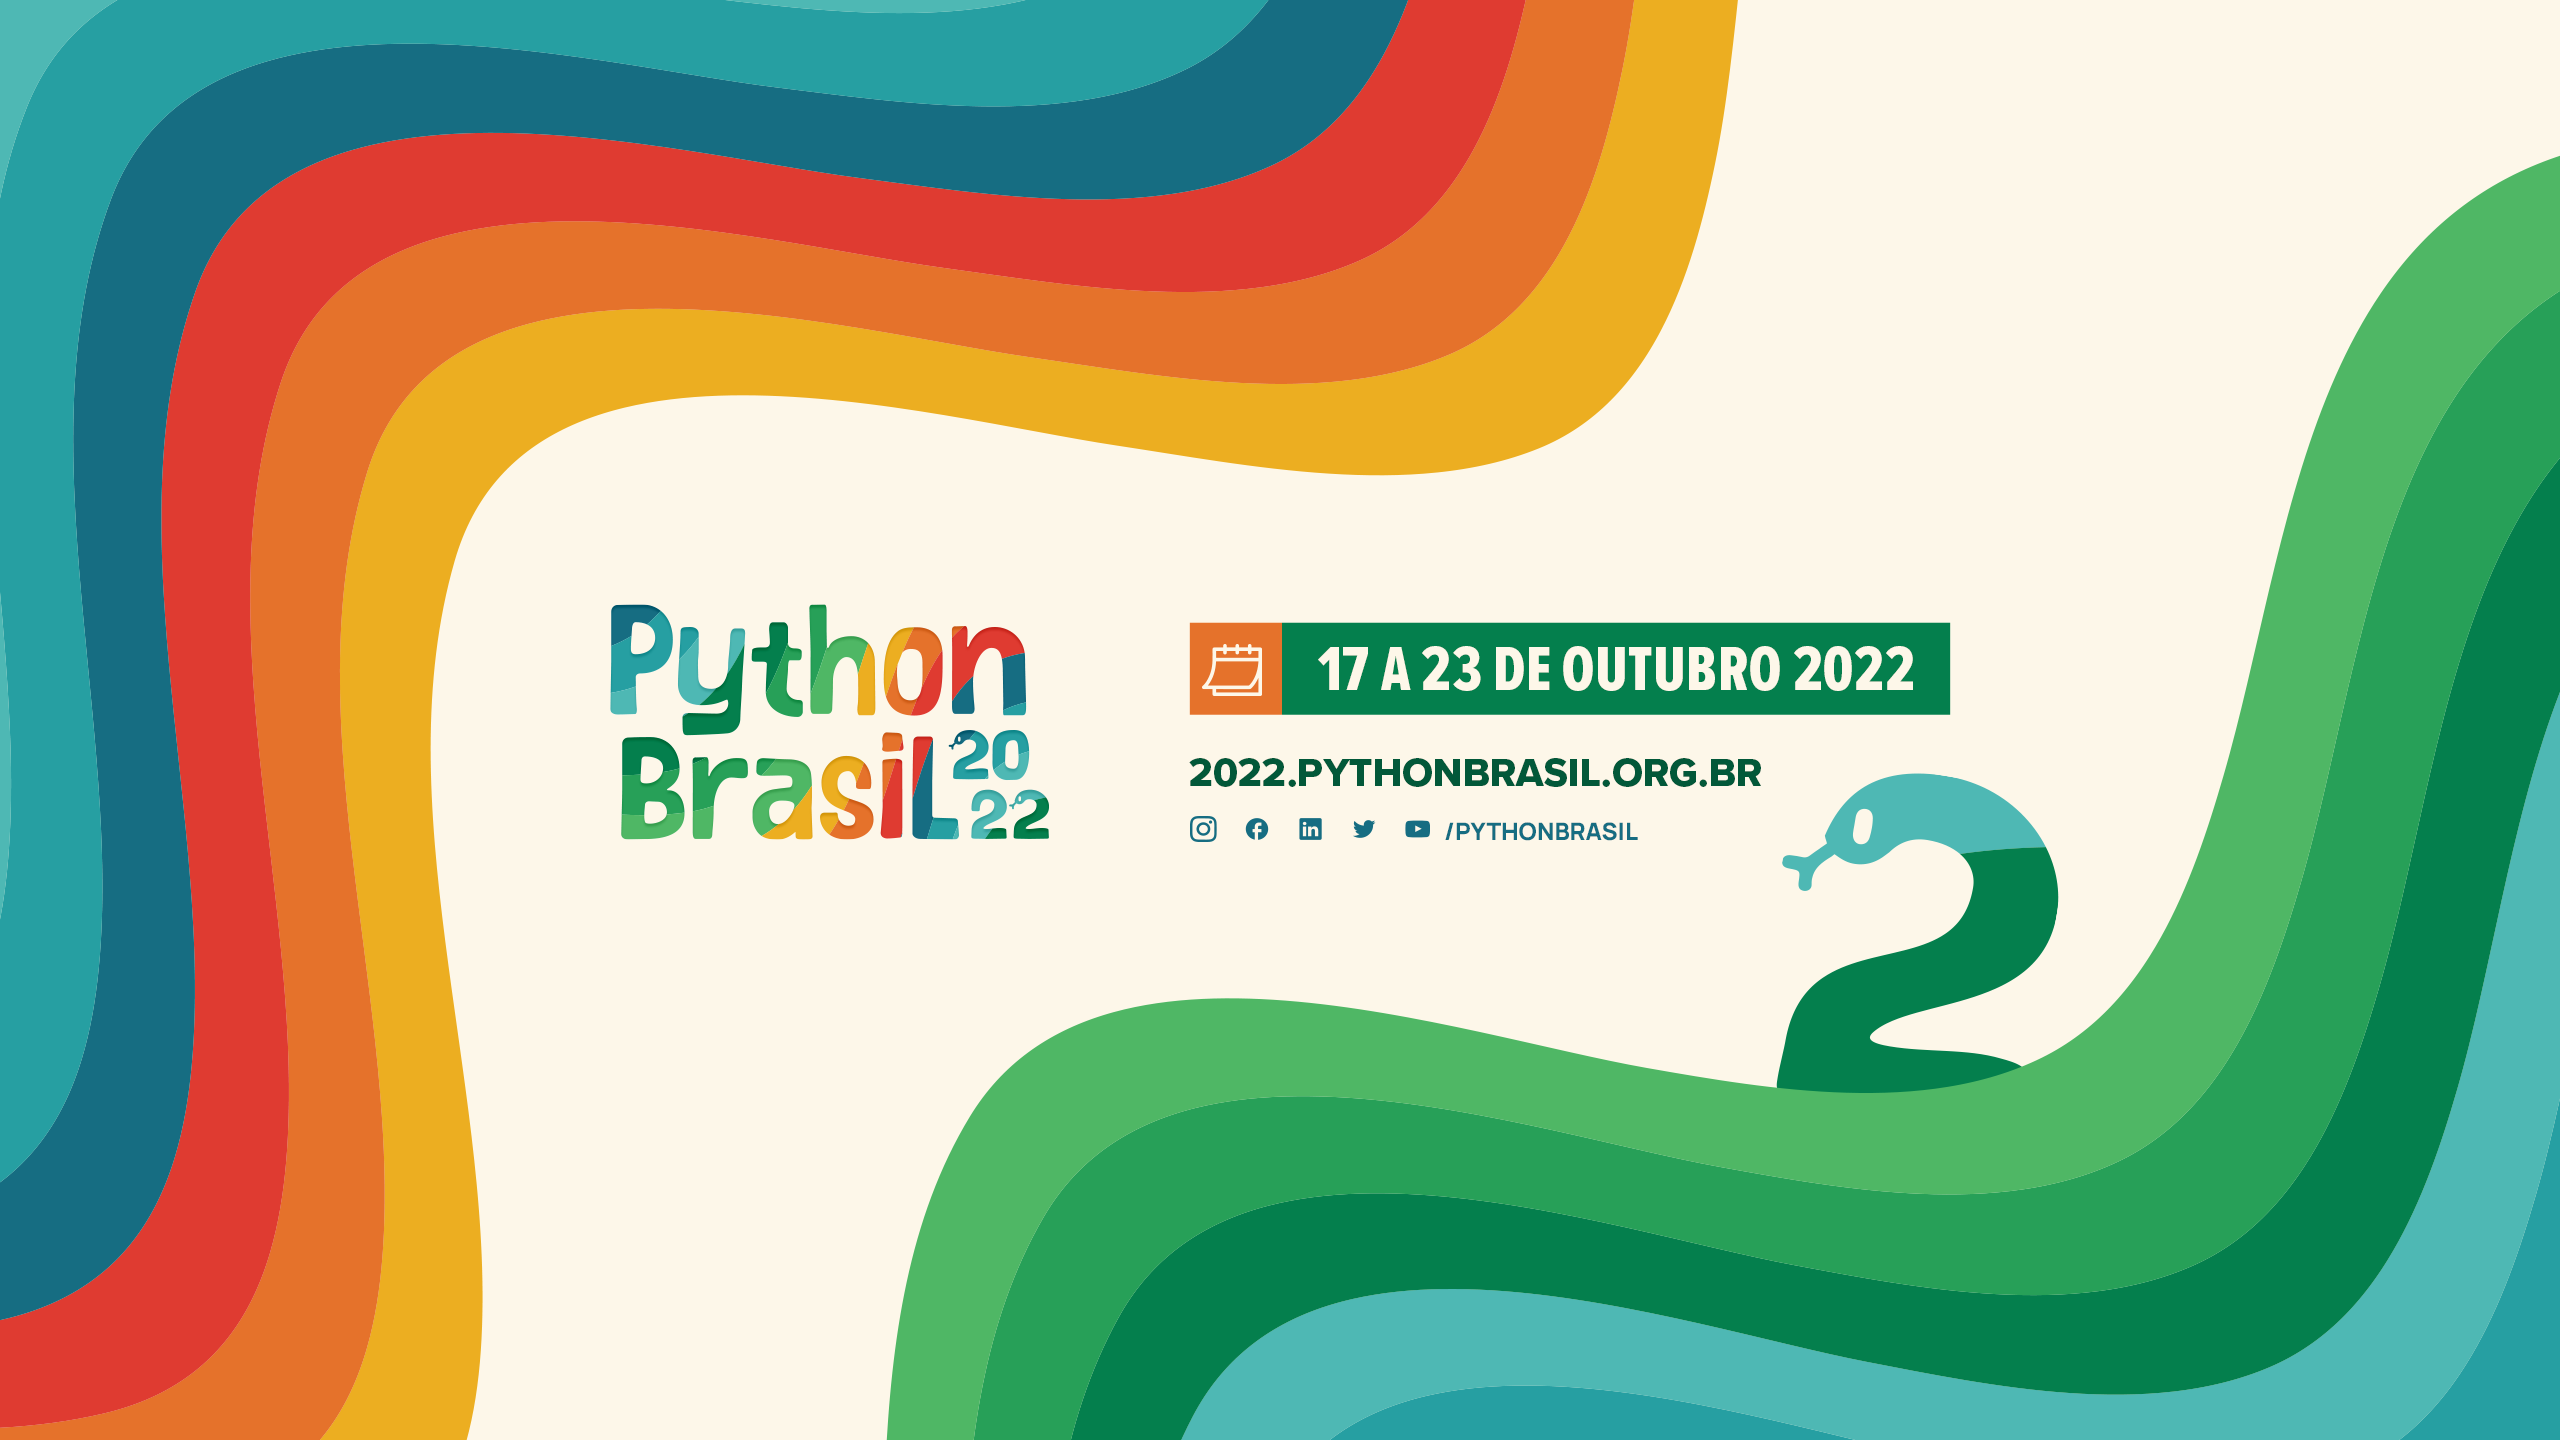 Python
Brasil 20
22
17 A 23 DE OUTUBRO 2022
2022.PYTHONBRASIL.ORG.BR
/PYTHONBRASIL